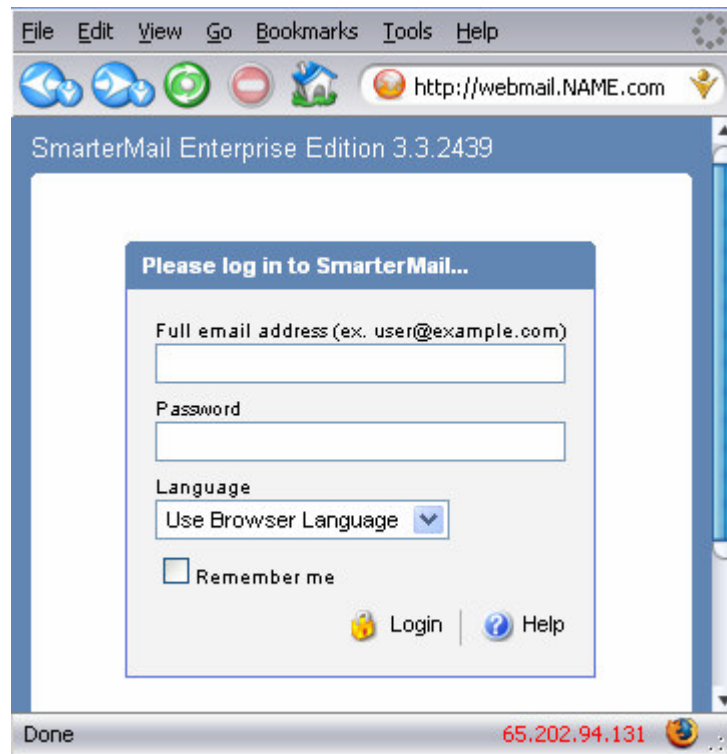 File Edit View Go Bookmarks Tools Help
http://webmail.NAME.com
SmarterMail Enterprise Edition 3.3.2439
Please log in to SmarterMail...
Full email address (ex. user@example.com)
Password
Language
Use Browser Language
Remember me
Login Help
Done 65.202.94.131